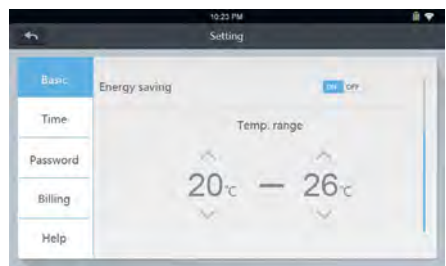 10:23 PM
Setting
Basic
Energy saving
ON OFF
Time
Temp. range
Password
20°C — 26°C
Billing
Help